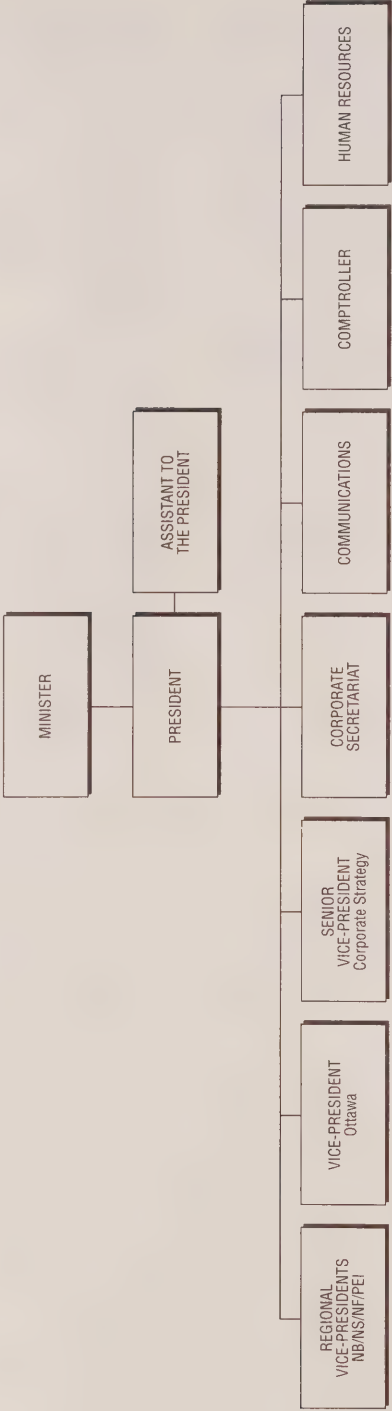 MINISTER
PRESIDENT
ASSISTANT TO
THE PRESIDENT
REGIONAL
VICE-PRESIDENTS
NB/NS/NF/PEI
VICE-PRESIDENT
Ottawa
SENIOR
VICE-PRESIDENT
Corporate Strategy
CORPORATE
SECRETARIAT
COMMUNICATIONS
COMPTROLLER
HUMAN RESOURCES